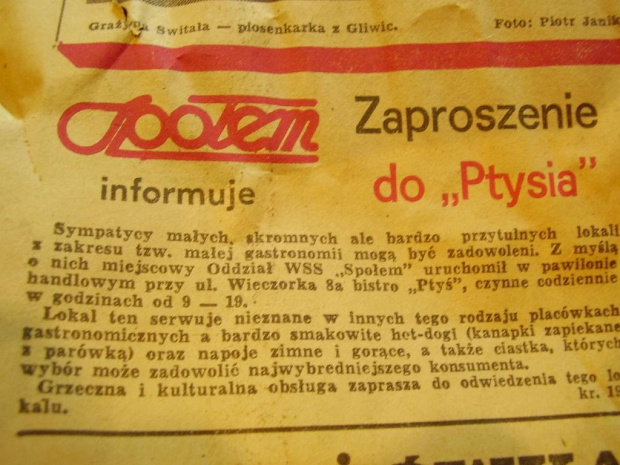 Grażyna Świtała — piosenkarka z Gliwic.
Foto: Piotr Janik
Społem
informuje
Zaproszenie
do „Ptysia”
Sympatycy małych, skromnych ale bardzo przytulnych lokali
z zakresu tzw. małej gastronomii mogą być zadowoleni. Z myślą
o nich miejscowy Oddział WSS „Społem” uruchomił w pawilonie
handlowym przy ul. Wieczorka 8a bistro „Ptyś”, czynne codziennie
w godzinach od 9 — 19.
Lokal ten serwuje nieznane w innych tego rodzaju placówkach
gastronomicznych a bardzo smakowite hot-dogi (kanapki zapiekane
z parówką) oraz napoje zimne i gorące, a także ciastka, których
wybór może zadowolić najwybredniejszego konsumenta.
Grzeczna i kulturalna obsługa zaprasza do odwiedzenia tego lo
kalu.
kr. 19